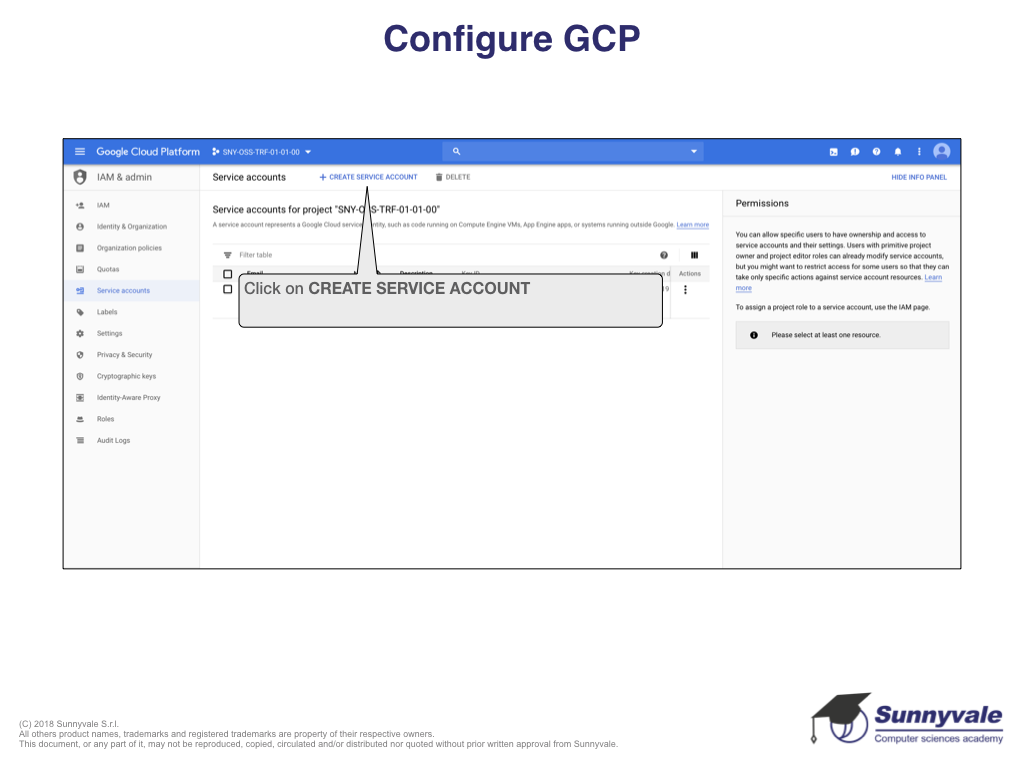 Configure GCP
Google Cloud Platform
SNY-OSS-TRF-01-01-00
IAM & admin
Service accounts
+ CREATE SERVICE ACCOUNT
DELETE
HIDE INFO PANEL
IAM
Identity & Organization
Organization policies
Quotas
Service accounts
Labels
Settings
Privacy & Security
Cryptographic keys
Identity-Aware Proxy
Roles
Audit Logs
Service accounts for project "SNY-OSS-TRF-01-01-00"
A service account represents a Google Cloud service identity, such as code running on Compute Engine VMs, App Engine apps, or systems running outside Google. Learn more
Filter table
Email
Description
Key ID
Actions
Click on CREATE SERVICE ACCOUNT
Permissions
You can allow specific users to have ownership and access to
service accounts and their settings. Users with primitive project
owner and project editor roles can already modify service accounts,
but you might want to restrict access for some users so that they can
take only specific actions against service account resources. Learn
more
To assign a project role to a service account, use the IAM page.
Please select at least one resource.
(C) 2018 Sunnyvale S.r.l.
All others product names, trademarks and registered trademarks are property of their respective owners.
This document, or any part of it, may not be reproduced, copied, circulated and/or distributed nor quoted without prior written approval from Sunnyvale.
Sunnyvale
Computer sciences academy